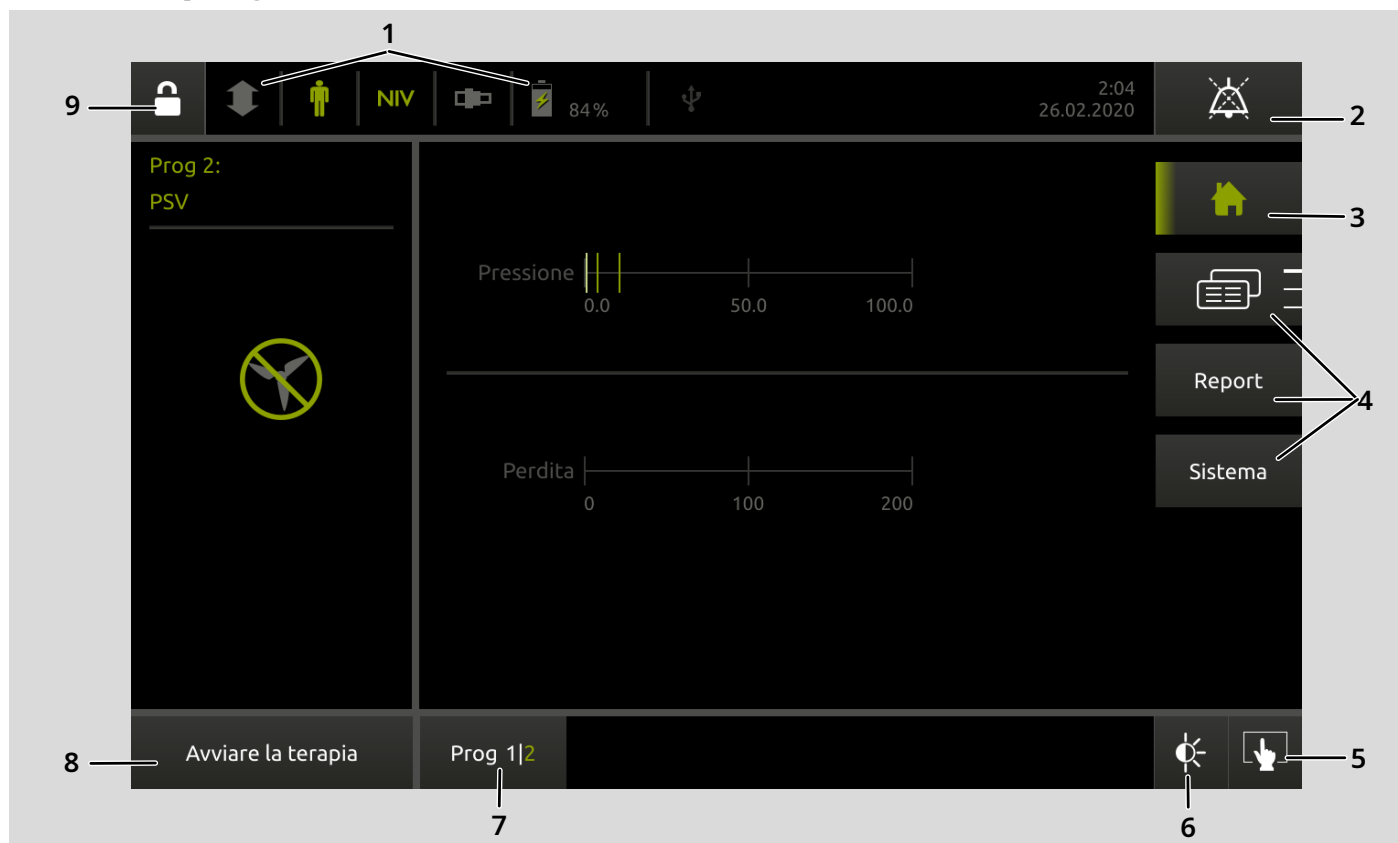 1
9
NIV
84%
2:04
26.02.2020
2
Prog 2:
PSV
3
Pressione
0.0 50.0 100.0
Report
4
Perdita
0 100 200
Sistema
8
Avviare la terapia
Prog 1|2
5
7
6